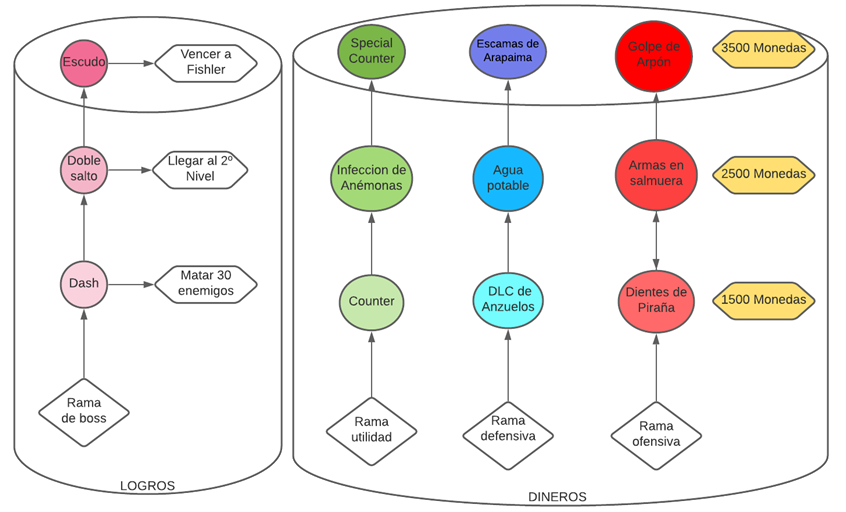 Escudo
Vencer a
Fishler
Doble
salto
Llegar al 2º
Nivel
Dash
Matar 30
enemigos
Rama
de boss
LOGROS
Special
Counter
Escamas de
Arapaima
Golpe de
Arpón
3500 Monedas
Infeccion de
Anémonas
Agua
potable
Armas en
salmuera
2500 Monedas
Counter
DLC de
Anzuelos
Dientes de
Piraña
1500 Monedas
Rama
utilidad
Rama
defensiva
Rama
ofensiva
DINEROS